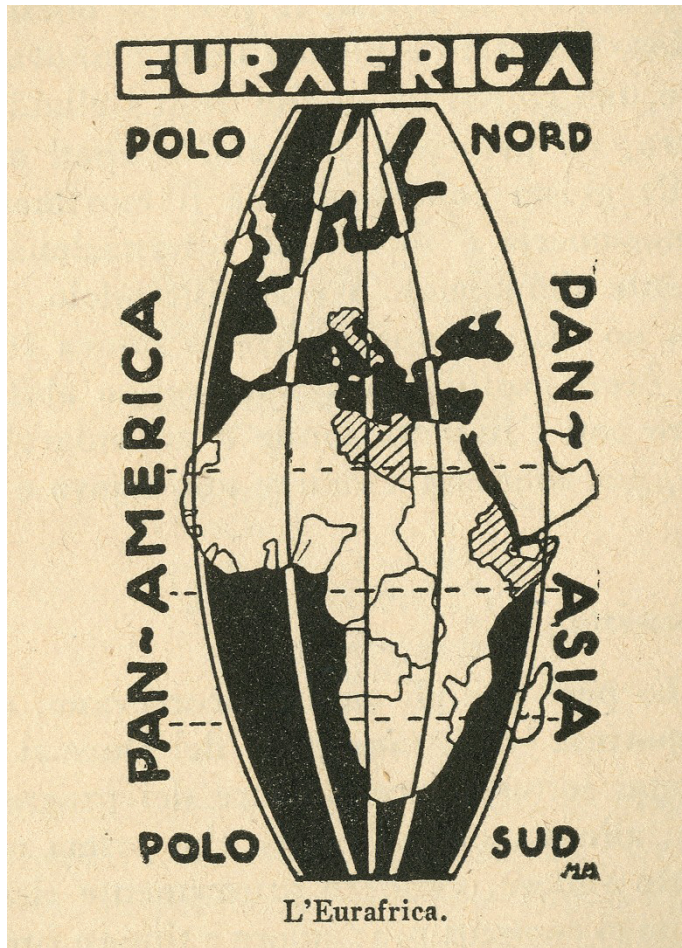 EURAFRICA
POLO NORD
PAN-AMERICA
PAN-ASIA
POLO SUD
M.M.
L'Eurafrica.